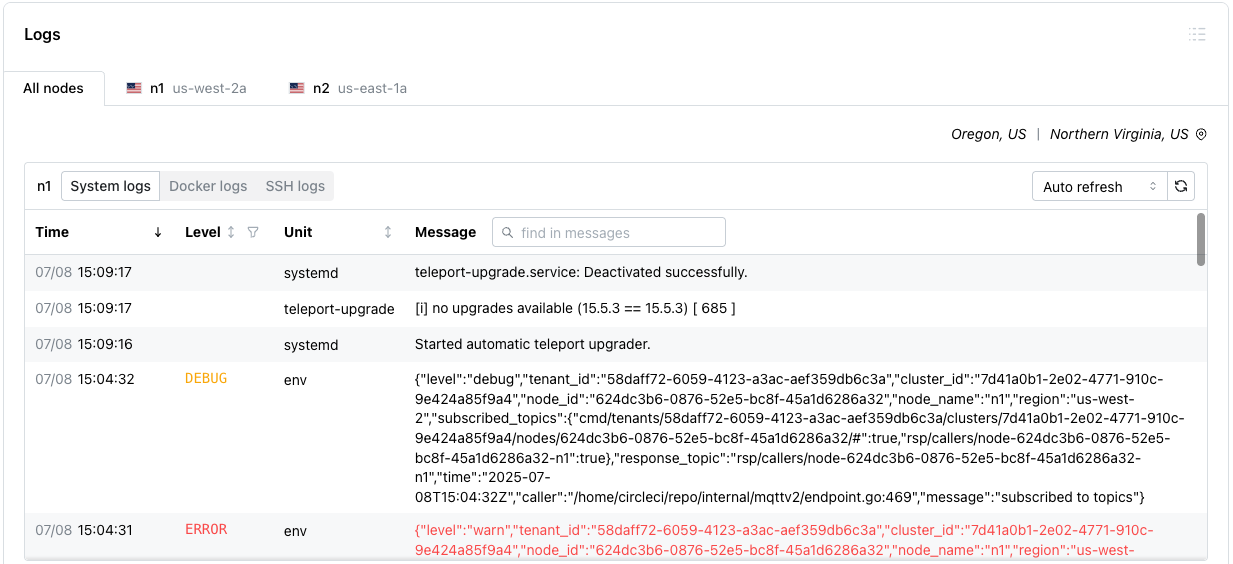 Logs
All nodes n1 us-west-2a n2 us-east-1a
Oregon, US | Northern Virginia, US
n1 System logs Docker logs SSH logs Auto refresh
Time Level Unit Message find in messages
07/08 15:09:17 systemd teleport-upgrade.service: Deactivated successfully.
07/08 15:09:17 teleport-upgrade [i] no upgrades available (15.5.3 == 15.5.3) [ 685 ]
07/08 15:09:16 systemd Started automatic teleport upgrader.
07/08 15:04:32 DEBUG env {"level":"debug","tenant_id":"58daff72-6059-4123-a3ac-aef359db6c3a","cluster_id":"7d41a0b1-2e02-4771-910c-
9e424a85f9a4","node_id":"624dc3b6-0876-52e5-bc8f-45a1d6286a32","node_name":"n1","region":"us-west-
2","subscribed_topics":{"cmd/tenants/58daff72-6059-4123-a3ac-aef359db6c3a/clusters/7d41a0b1-2e02-4771-910c-
9e424a85f9a4/nodes/624dc3b6-0876-52e5-bc8f-45a1d6286a32/#":true,"rsp/callers/node-624dc3b6-0876-52e5-
bc8f-45a1d6286a32-n1":true},"response_topic":"rsp/callers/node-624dc3b6-0876-52e5-bc8f-45a1d6286a32-
n1","time":"2025-07-
08T15:04:32Z","caller":"/home/circleci/repo/internal/mqttv2/endpoint.go:469","message":"subscribed to topics"}
07/08 15:04:31 ERROR env {"level":"warn","tenant_id":"58daff72-6059-4123-a3ac-aef359db6c3a","cluster_id":"7d41a0b1-2e02-4771-910c-
9e424a85f9a4","node_id":"624dc3b6-0876-52e5-bc8f-45a1d6286a32","node_name":"n1","region":"us-west-